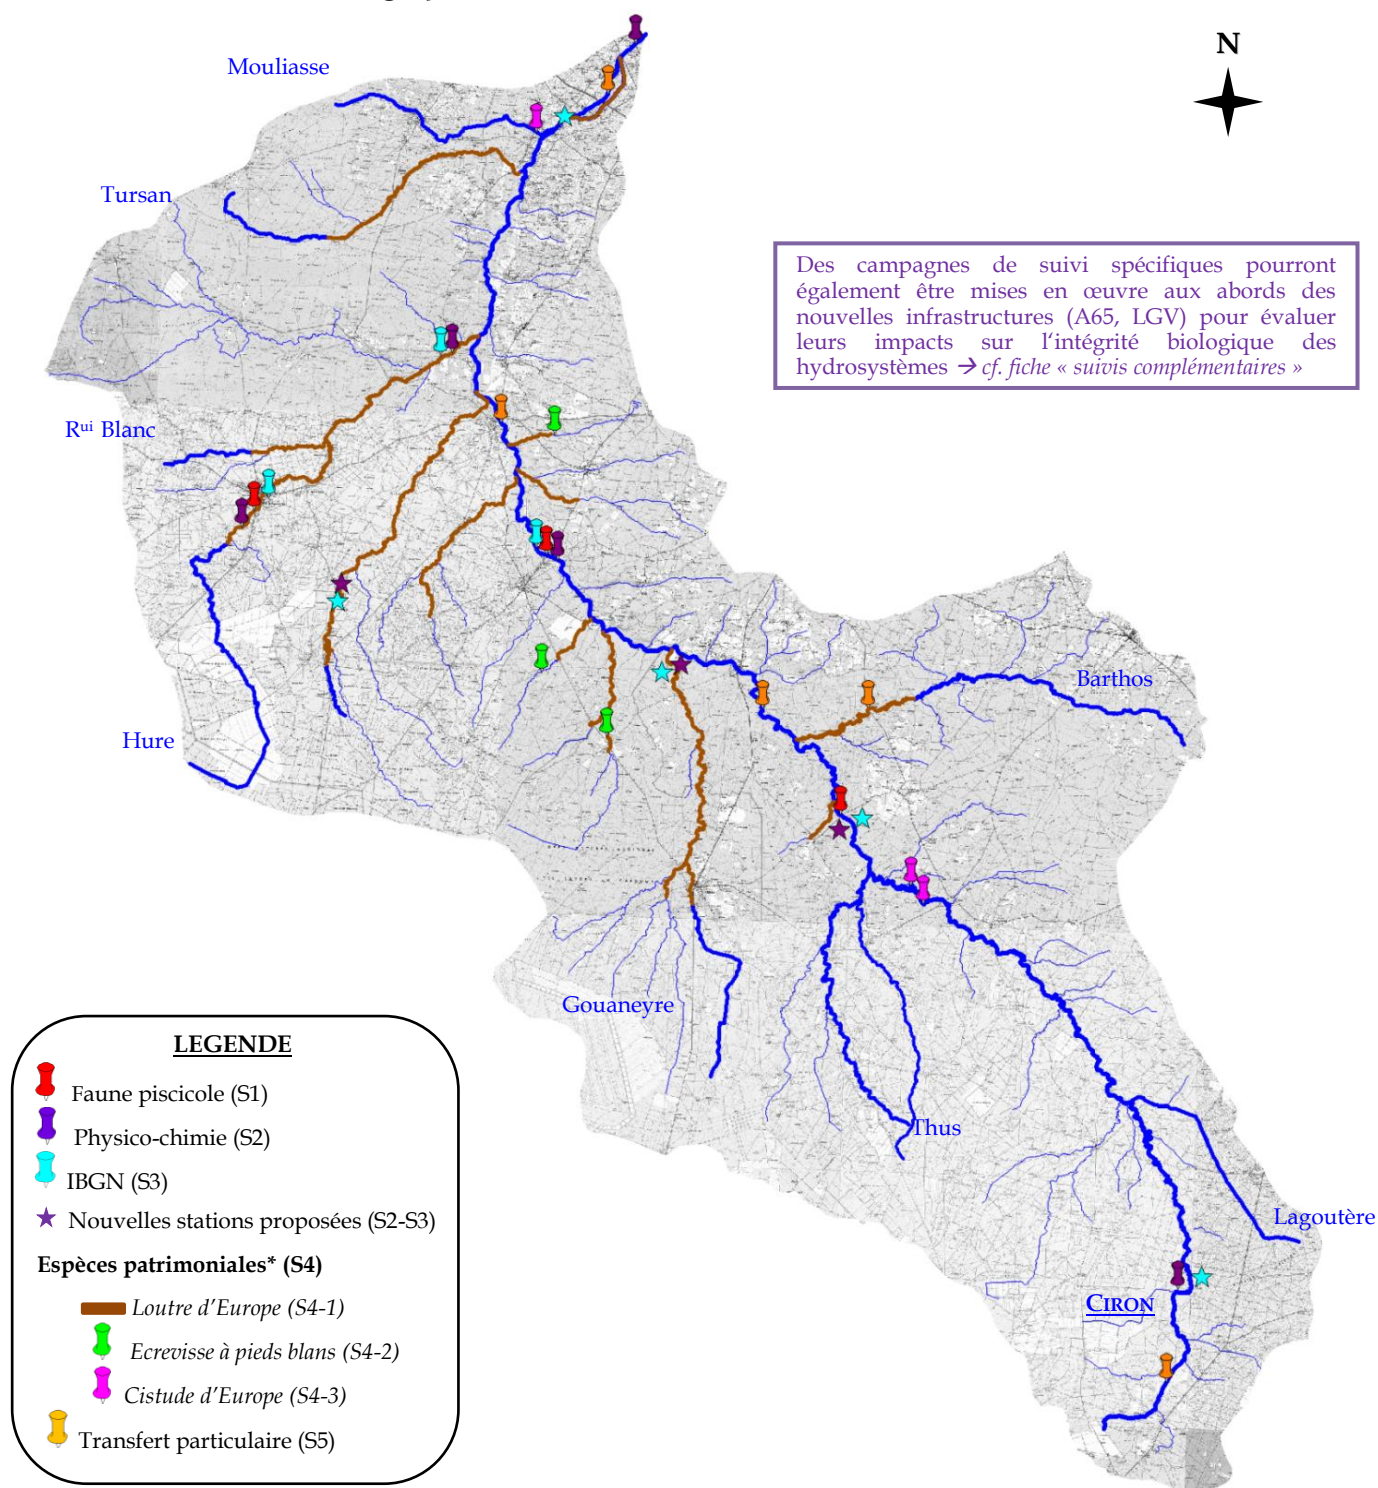 N
Mouliasse
Tursan
Des campagnes de suivi spécifiques pourront
également être mises en œuvre aux abords des
nouvelles infrastructures (A65, LGV) pour évaluer
leurs impacts sur l'intégrité biologique des
hydrosystèmes → cf. fiche « suivis complémentaires »
Rui Blanc
Barthos
Hure
Gouaneyre
Thus
Lagoutère
CIRON
LEGENDE
Faune piscicole (S1)
Physico-chimie (S2)
IBGN (S3)
Nouvelles stations proposées (S2-S3)
Espèces patrimoniales* (S4)
Loutre d'Europe (S4-1)
Ecrevisse à pieds blans (S4-2)
Cistude d'Europe (S4-3)
Transfert particulaire (S5)